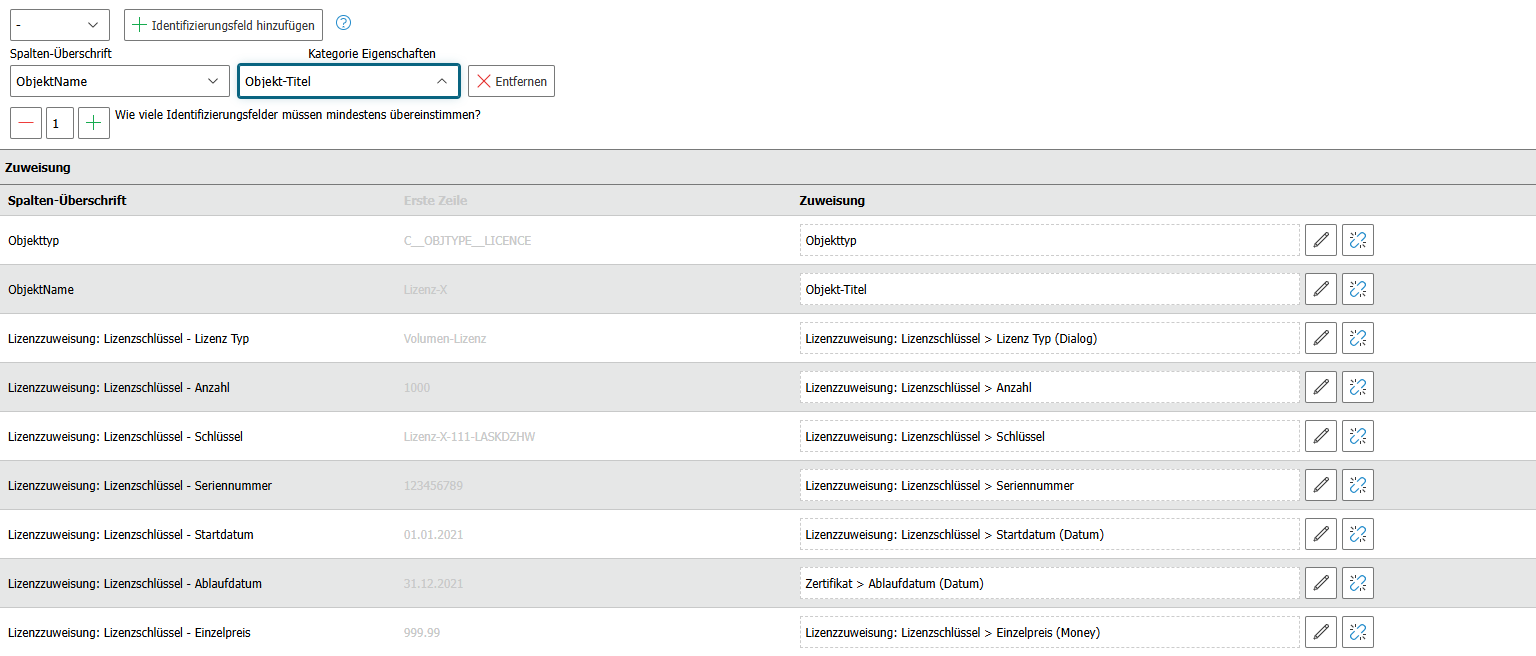 - Identifizierungsfeld hinzufügen ?
Spalten-Überschrift Kategorie Eigenschaften
ObjektName Objekt-Titel Entfernen
1 Wie viele Identifizierungsfelder müssen mindestens übereinstimmen?
Zuweisung
Spalten-Überschrift Erste Zeile Zuweisung
Objekttyp C__OBJTYPE__LICENCE Objekttyp
ObjektName Lizenz-X Objekt-Titel
Lizenzzuweisung: Lizenzschlüssel - Lizenz Typ Volumen-Lizenz Lizenzzuweisung: Lizenzschlüssel > Lizenz Typ (Dialog)
Lizenzzuweisung: Lizenzschlüssel - Anzahl 1000 Lizenzzuweisung: Lizenzschlüssel > Anzahl
Lizenzzuweisung: Lizenzschlüssel - Schlüssel Lizenz-X-111-LASKDZHW Lizenzzuweisung: Lizenzschlüssel > Schlüssel
Lizenzzuweisung: Lizenzschlüssel - Seriennummer 123456789 Lizenzzuweisung: Lizenzschlüssel > Seriennummer
Lizenzzuweisung: Lizenzschlüssel - Startdatum 01.01.2021 Lizenzzuweisung: Lizenzschlüssel > Startdatum (Datum)
Lizenzzuweisung: Lizenzschlüssel - Ablaufdatum 31.12.2021 Zertifikat > Ablaufdatum (Datum)
Lizenzzuweisung: Lizenzschlüssel - Einzelpreis 999.99 Lizenzzuweisung: Lizenzschlüssel > Einzelpreis (Money)